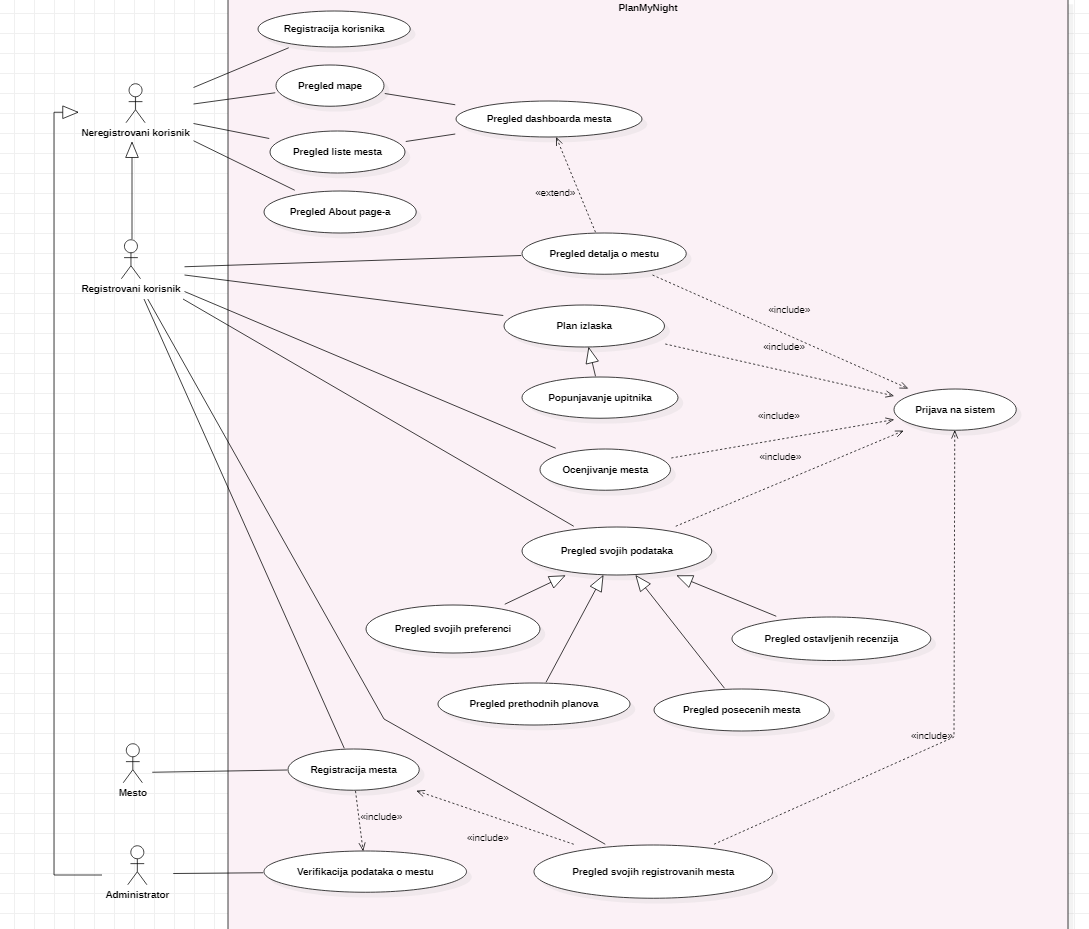 PlanMyNight
Registracija korisnika
Pregled mape
Pregled dashboarda mesta
Neregistrovani korisnik
Pregled liste mesta
«extend»
Pregled About page-a
Pregled detalja o mestu
Registrovani korisnik
«include»
Plan izlaska
«include»
Popunjavanje upitnika
Prijava na sistem
«include»
«include»
Ocenjivanje mesta
Pregled svojih podataka
Pregled svojih preferenci
Pregled ostavljenih recenzija
Pregled prethodnih planova
Pregled posecenih mesta
«include»
Registracija mesta
Mesto
«include»
«include»
Verifikacija podataka o mestu
Pregled svojih registrovanih mesta
Administrator